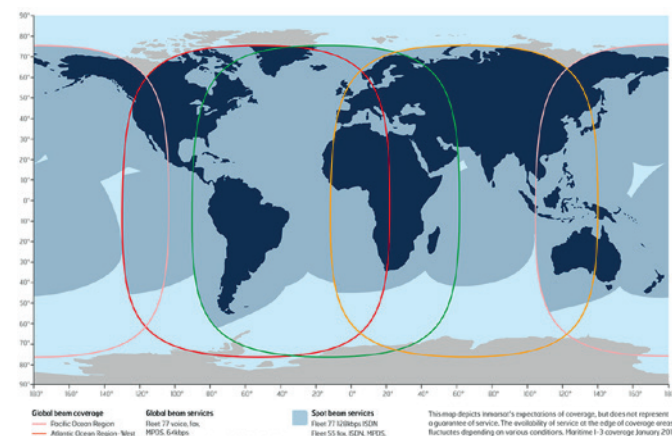 90°
80°
70°
60°
50°
40°
30°
20°
10°
0°
10°
20°
30°
40°
50°
60°
70°
80°
90°
180° 160° 140° 120° 100° 80° 60° 40° 20° 0° 20° 40° 60° 80° 100° 120° 140° 160° 180
Global beam coverage
Pacific Ocean Region
Atlantic Ocean Region West
Global beam services
Fleet 77 voice, fax,
MPDS, 64kbps
Spot beam services
Fleet 77 128kbps ISDN
Fleet 55 fax, ISDN, MPDS,
This map depicts Inmarsat's expectations of coverage, but does not represent
a guarantee of service. The availability of service at the edge of coverage area
fluctuates depending on various conditions. Maritime I-3 coverage January 20